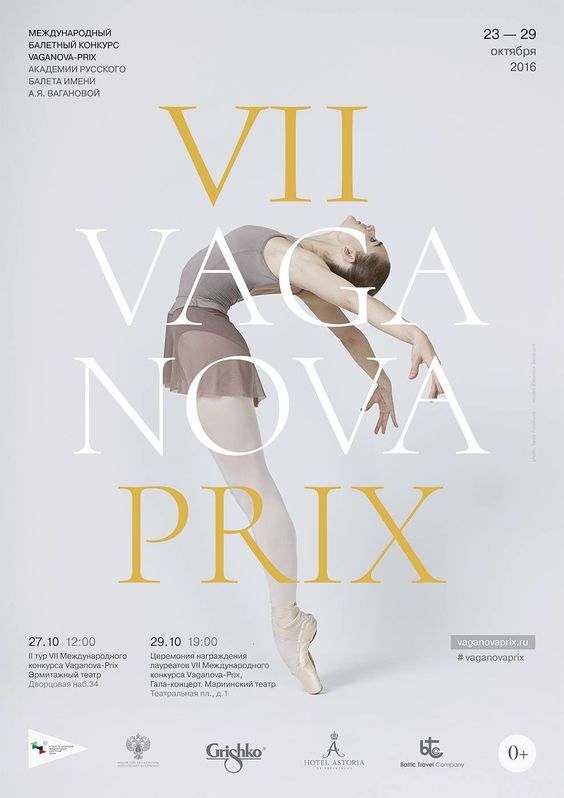 МЕЖДУНАРОДНЫЙ
БАЛЕТНЫЙ КОНКУРС
VAGANOVA-PRIX
АКАДЕМИИ РУССКОГО
БАЛЕТА ИМЕНИ
А.Я. ВАГАНОВОЙ
23 — 29
октября
2016
VII
VAGA
NOVA
PRIX
27.10 12:00
II тур VII Международного
конкурса Vaganova-Prix
Эрмитажный театр
Дворцовая наб.34
29.10 19:00
Церемония награждения
лауреатов VII Международного
конкурса Vaganova-Prix,
Гала-концерт. Мариинский театр
Театральная пл., д.1
vaganovaprix.ru
# vaganovaprix
Grishko®
HOTEL ASTORIA
btc
Baltic Travel Company
0+